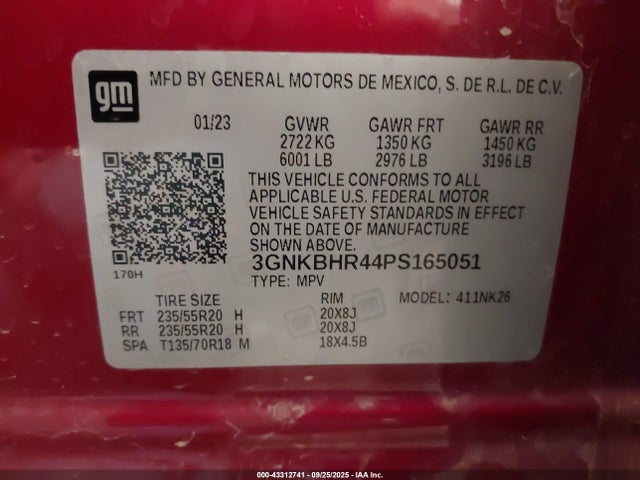 gm
MFD BY GENERAL MOTORS DE MEXICO, S. DE R.L. DE C.V.
01/23 GVWR GAWR FRT GAWR RR
2722 KG 1350 KG 1450 KG
6001 LB 2976 LB 3196 LB
THIS VEHICLE CONFORMS TO ALL
APPLICABLE U.S. FEDERAL MOTOR
VEHICLE SAFETY STANDARDS IN EFFECT
ON THE DATE OF MANUFACTURE
SHOWN ABOVE.
3GNKBHR44PS165051
170H
TYPE: MPV
TIRE SIZE RIM MODEL: 411NK26
FRT 235/55R20 H 20X8J
RR 235/55R20 H 20X8J
SPA T135/70R18 M 18X4.5B
000-43312741 - 09/25/2025 - IAA Inc.